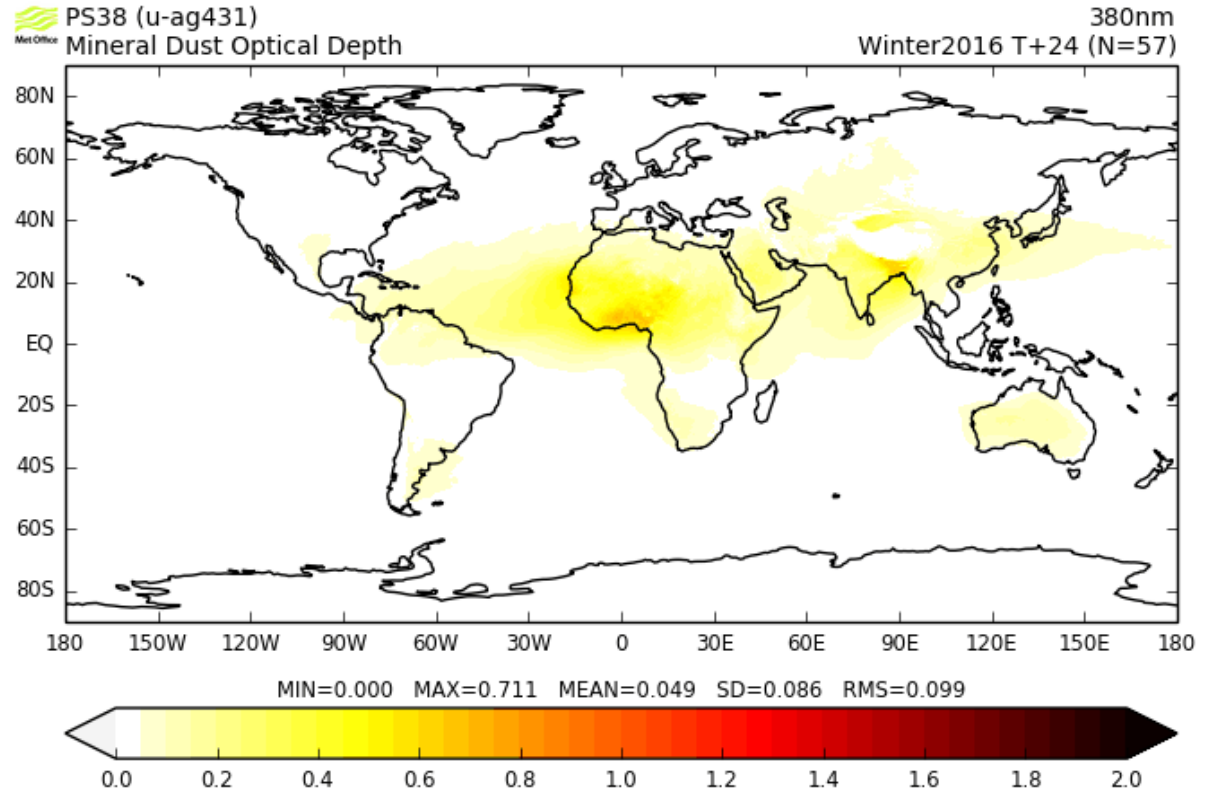 PS38 (u-ag431)
380nm
Met Office
Mineral Dust Optical Depth
Winter2016 T+24 (N=57)
80N
60N
40N
20N
EQ
20S
40S
60S
80S
180 150W 120W 90W 60W 30W 0 30E 60E 90E 120E 150E 180
MIN=0.000 MAX=0.711 MEAN=0.049 SD=0.086 RMS=0.099
0.0 0.2 0.4 0.6 0.8 1.0 1.2 1.4 1.6 1.8 2.0